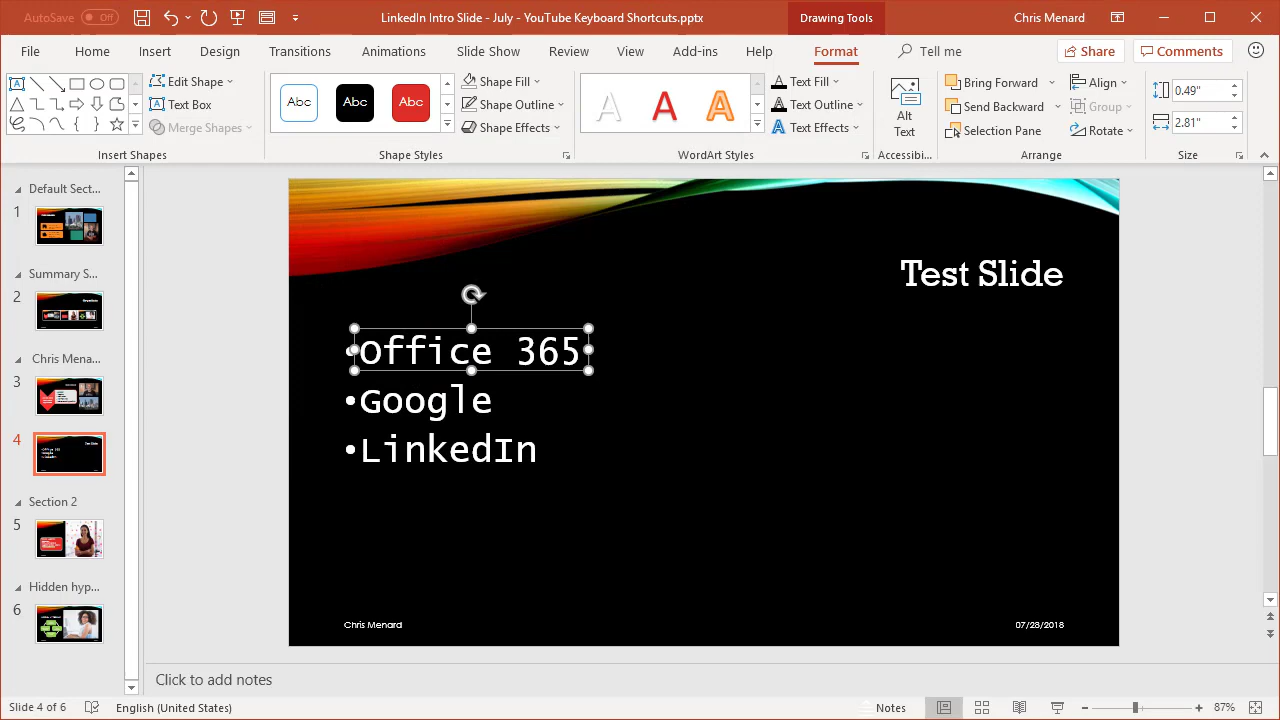 AutoSave Off LinkedIn Intro Slide - July - YouTube Keyboard Shortcuts.pptx Drawing Tools Chris Menard
File Home Insert Design Transitions Animations Slide Show Review View Add-ins Help Format Tell me Share Comments
Edit Shape
Text Box
Merge Shapes
Insert Shapes
Abc Abc Abc
Shape Fill
Shape Outline
Shape Effects
Shape Styles
A A A
Text Fill
Text Outline
Text Effects
WordArt Styles
Alt
Text
Accessibi...
Bring Forward
Send Backward
Selection Pane
Align
Group
Rotate
Arrange
0.49"
2.81"
Size
Default Sect...
1
Summary S...
2
Chris Mena...
3
4
Section 2
5
Hidden hyp...
6
Test Slide
•Office 365
•Google
•LinkedIn
Chris Menard 07/28/2018
Click to add notes
Slide 4 of 6 English (United States) Notes 87%